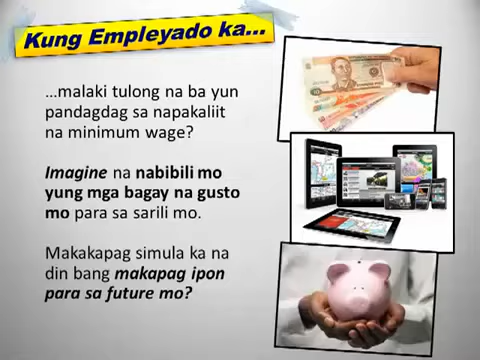 Kung Empleyado ka...
...malaki tulong na ba yun
pandagdag sa napakaliit
na minimum wage?
Imagine na nabibili mo
yung mga bagay na gusto
mo para sa sarili mo.
Makakapag simula ka na
din bang makapag ipon
para sa future mo?